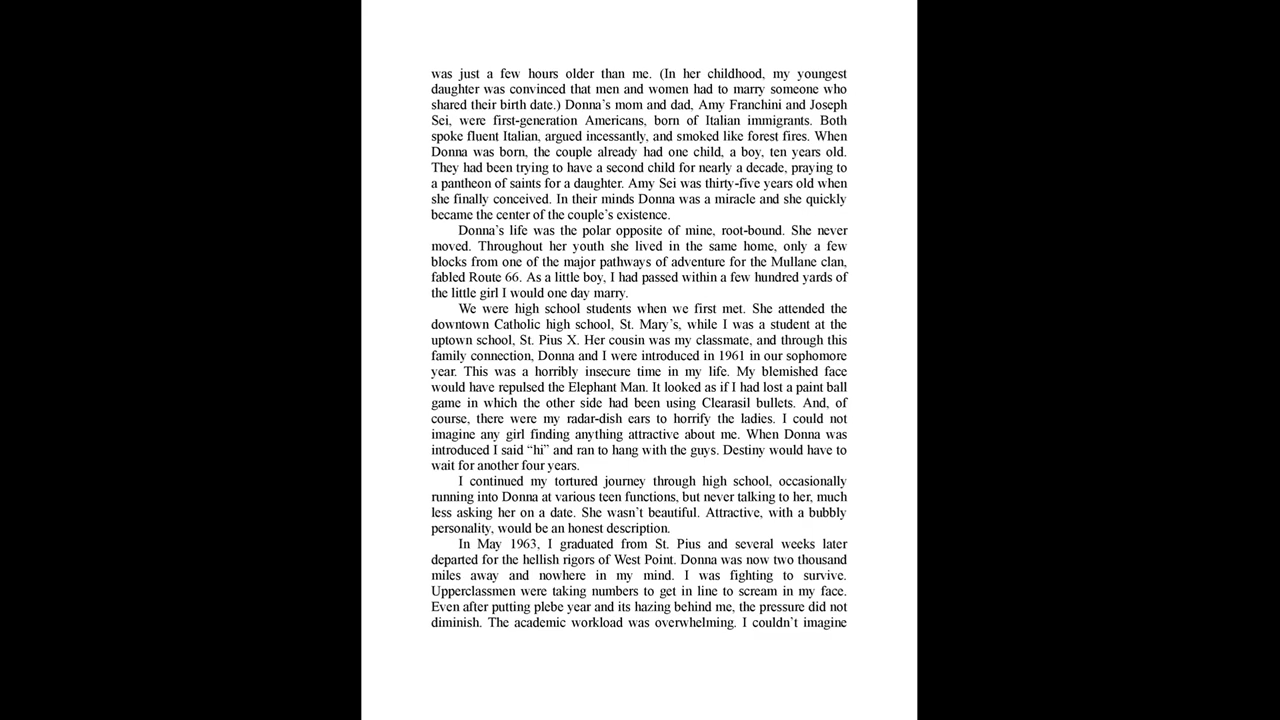 was just a few hours older than me. (In her childhood, my youngest
daughter was convinced that men and women had to marry someone who
shared their birth date.) Donna’s mom and dad, Amy Franchini and Joseph
Sei, were first-generation Americans, born of Italian immigrants. Both
spoke fluent Italian, argued incessantly, and smoked like forest fires. When
Donna was born, the couple already had one child, a boy, ten years old.
They had been trying to have a second child for nearly a decade, praying to
a pantheon of saints for a daughter. Amy Sei was thirty-five years old when
she finally conceived. In their minds Donna was a miracle and she quickly
became the center of the couple’s existence.
Donna’s life was the polar opposite of mine, root-bound. She never
moved. Throughout her youth she lived in the same home, only a few
blocks from one of the major pathways of adventure for the Mullane clan,
fabled Route 66. As a little boy, I had passed within a few hundred yards of
the little girl I would one day marry.
We were high school students when we first met. She attended the
downtown Catholic high school, St. Mary’s, while I was a student at the
uptown school, St. Pius X. Her cousin was my classmate, and through this
family connection, Donna and I were introduced in 1961 in our sophomore
year. This was a horribly insecure time in my life. My blemished face
would have repulsed the Elephant Man. It looked as if I had lost a paint ball
game in which the other side had been using Clearasil bullets. And, of
course, there were my radar-dish ears to horrify the ladies. I could not
imagine any girl finding anything attractive about me. When Donna was
introduced I said “hi” and ran to hang with the guys. Destiny would have to
wait for another four years.
I continued my tortured journey through high school, occasionally
running into Donna at various teen functions, but never talking to her, much
less asking her on a date. She wasn’t beautiful. Attractive, with a bubbly
personality, would be an honest description.
In May 1963, I graduated from St. Pius and several weeks later
departed for the hellish rigors of West Point. Donna was now two thousand
miles away and nowhere in my mind. I was fighting to survive.
Upperclassmen were taking numbers to get in line to scream in my face.
Even after putting plebe year and its hazing behind me, the pressure did not
diminish. The academic workload was overwhelming. I couldn’t imagine